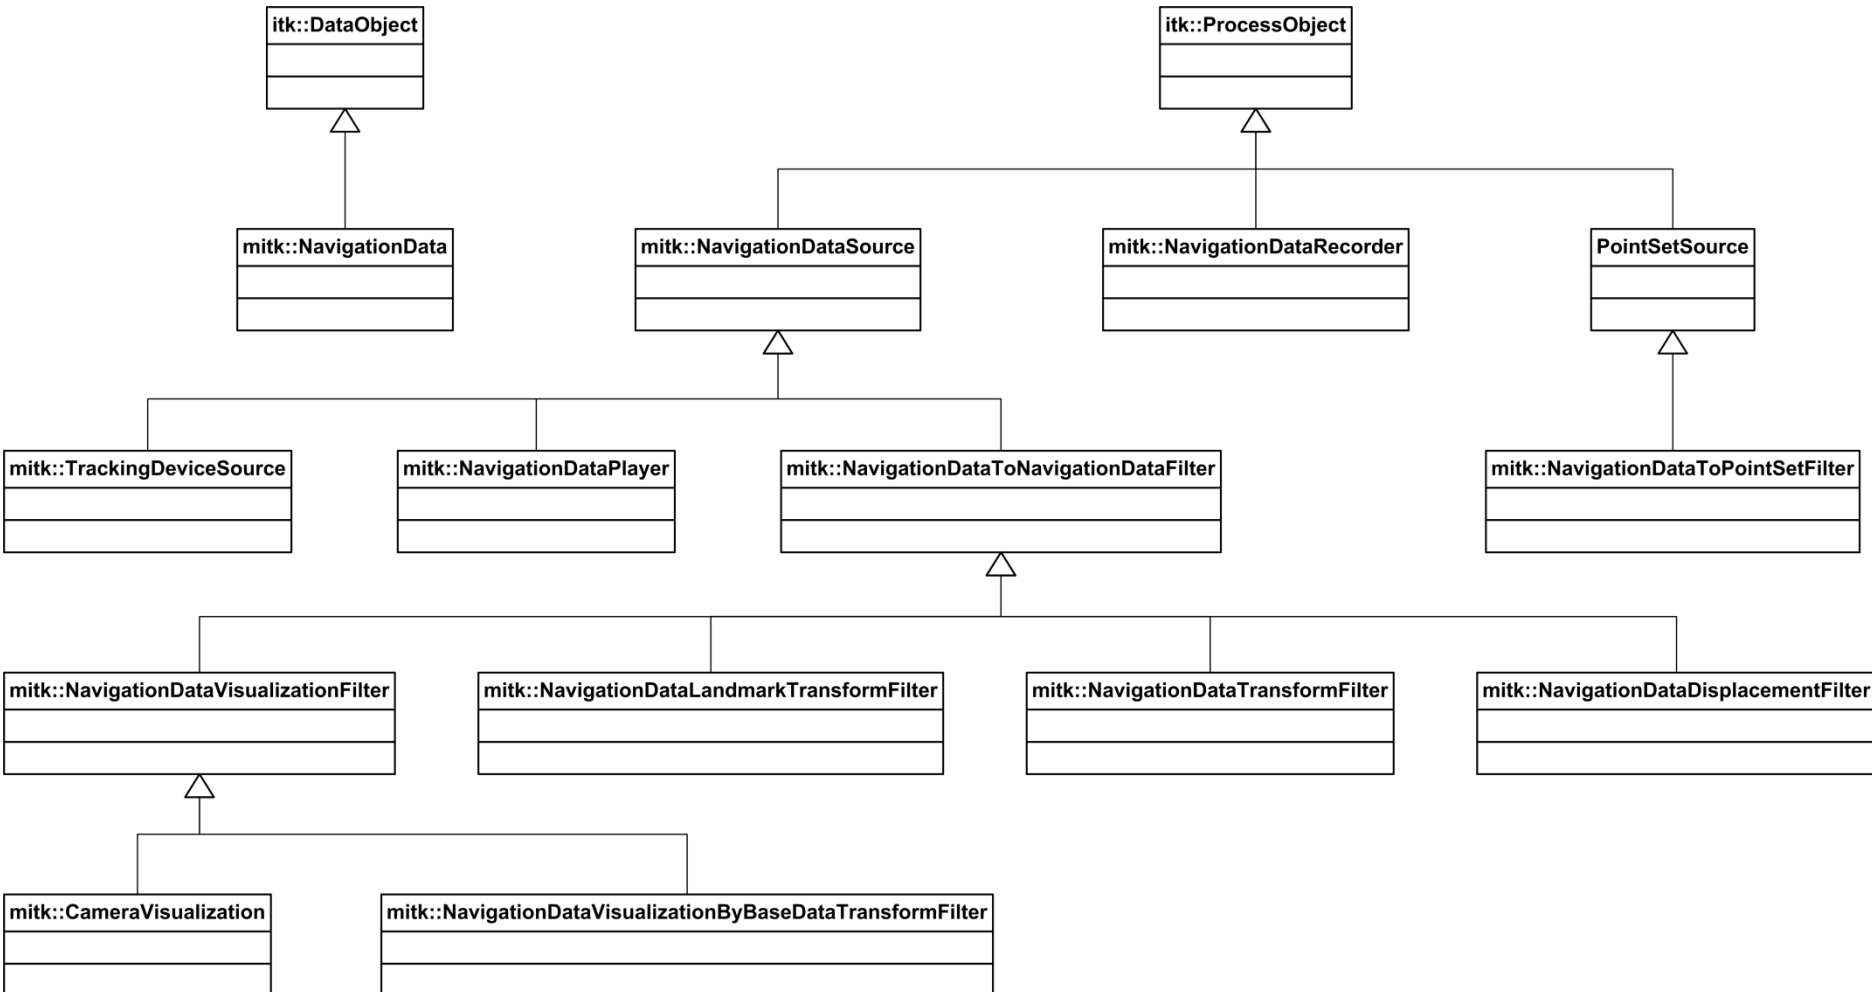 itk::DataObject
itk::ProcessObject
mitk::NavigationData
mitk::NavigationDataSource
mitk::NavigationDataRecorder
PointSetSource
mitk::TrackingDeviceSource
mitk::NavigationDataPlayer
mitk::NavigationDataToNavigationDataFilter
mitk::NavigationDataToPointSetFilter
mitk::NavigationDataVisualizationFilter
mitk::NavigationDataLandmarkTransformFilter
mitk::NavigationDataTransformFilter
mitk::NavigationDataDisplacementFilter
mitk::CameraVisualization
mitk::NavigationDataVisualizationByBaseDataTransformFilter